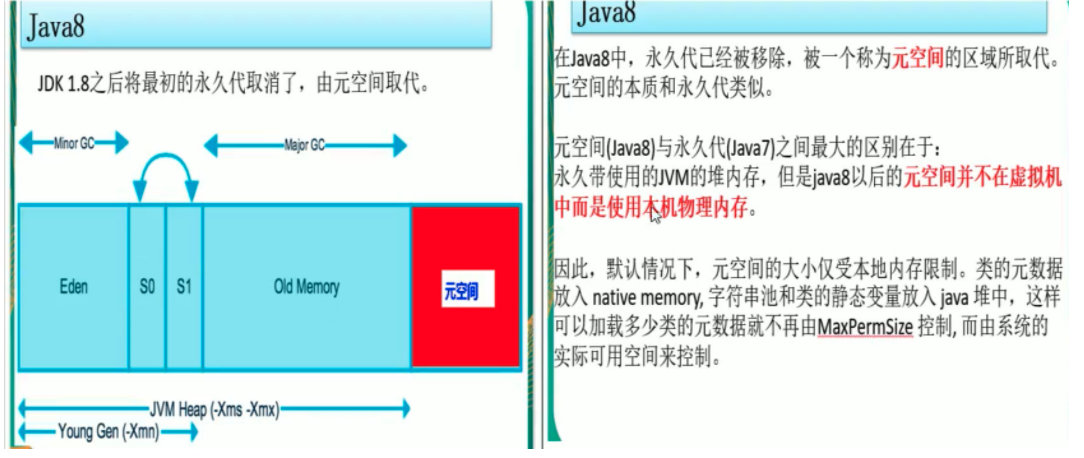 Java8
JDK 1.8之后将最初的永久代取消了，由元空间取代。
Minor GC
Major GC
Eden
S0
S1
Old Memory
元空间
JVM Heap (-Xms -Xmx)
Young Gen (-Xmn)
Java8
在Java8中，永久代已经被移除，被一个称为元空间的区域所取代。
元空间的本质和永久代类似。
元空间(Java8)与永久代(Java7)之间最大的区别在于：
永久带使用的JVM的堆内存，但是java8以后的元空间并不在虚拟机
中而是使用本机物理内存。
因此，默认情况下，元空间的大小仅受本地内存限制。类的元数据
放入 native memory, 字符串池和类的静态变量放入 java 堆中，这样
可以加载多少类的元数据就不再由MaxPermSize 控制, 而由系统的
实际可用空间来控制。